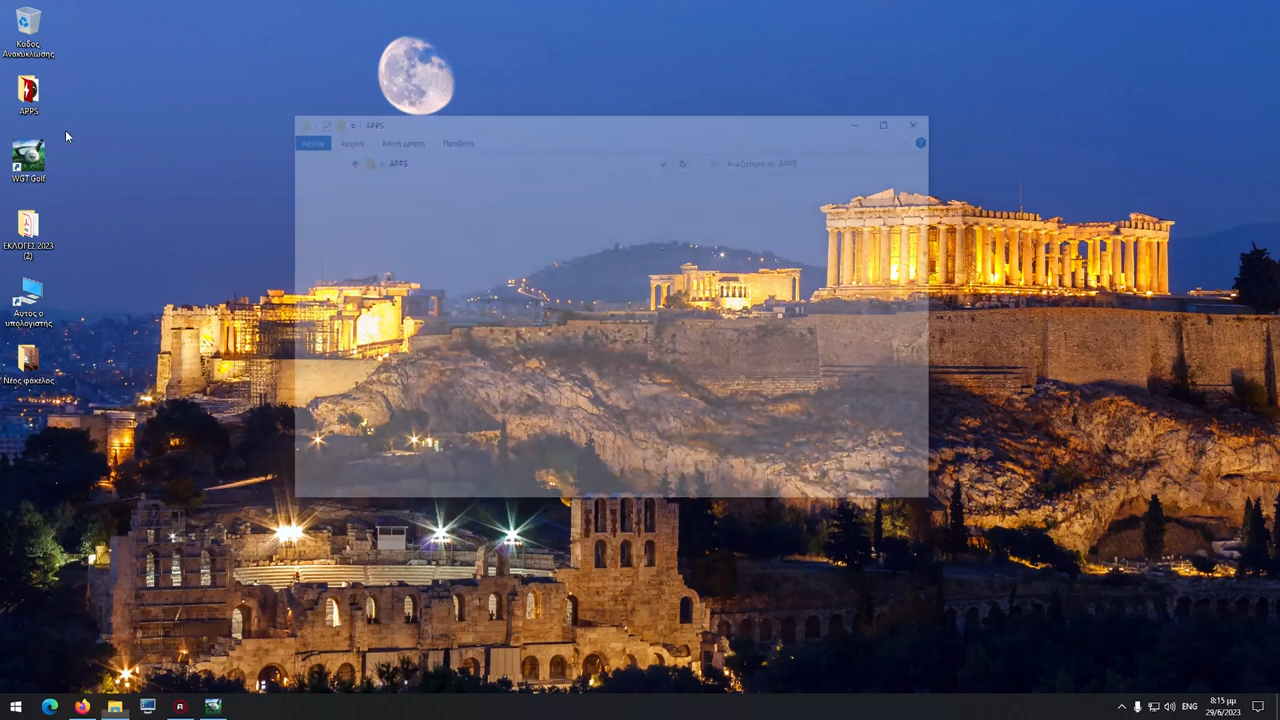 Κάδος
Ανακύκλωσης
APPS
WGT Golf
ΕΚΛΟΓΕΣ 2023
(2)
Αυτός ο
υπολογιστής
Νέος φάκελος
APPS
Αρχείο
Αρχική
Κοινή χρήση
Προβολή
APPS
Αναζήτηση σε: APPS
ENG
8:15 μμ
29/6/2023